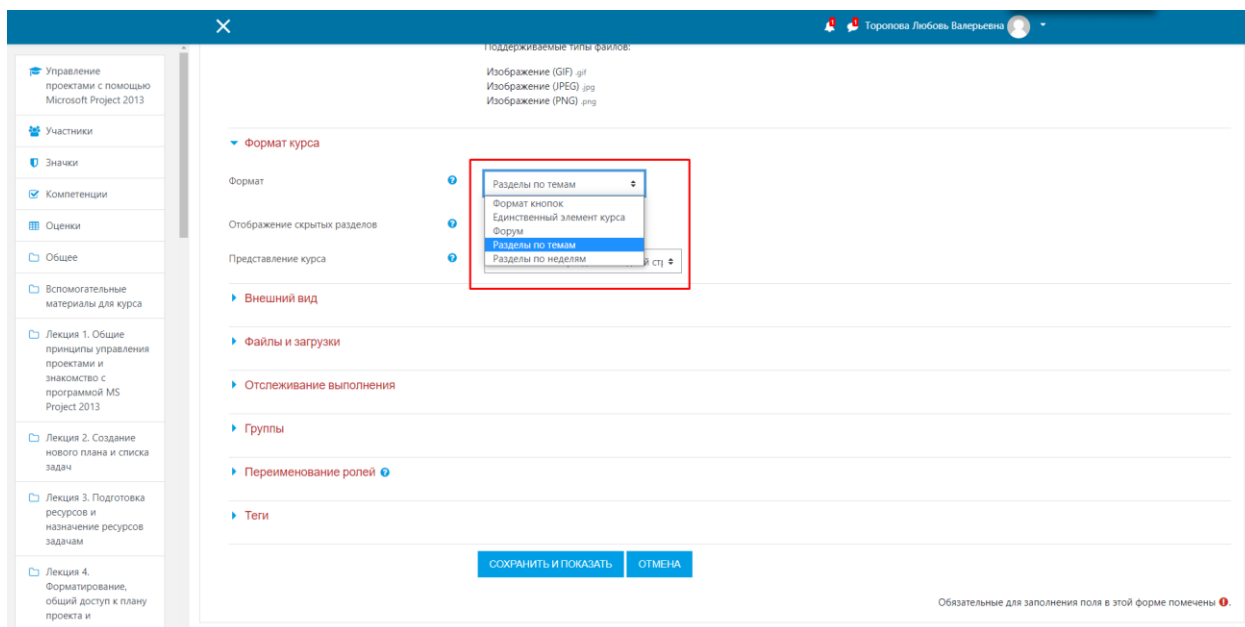 1 1 Торопова Любовь Валерьевна
Управление
проектами с помощью
Microsoft Project 2013
Участники
Значки
Компетенции
Оценки
Общее
Вспомогательные
материалы для курса
Лекция 1. Общие
принципы управления
проектами и
знакомство с
программой MS
Project 2013
Лекция 2. Создание
нового плана и списка
задач
Лекция 3. Подготовка
ресурсов и
назначение ресурсов
задачам
Лекция 4.
Форматирование,
общий доступ к плану
проекта и
Поддерживаемые типы файлов:
Изображение (GIF) .gif
Изображение (JPEG) .jpg
Изображение (PNG) .png
Формат курса
Формат
Разделы по темам
Формат кнопок
Единственный элемент курса
Форум
Разделы по темам
Разделы по неделям
Отображение скрытых разделов
Представление курса
й стр
Внешний вид
Файлы и загрузки
Отслеживание выполнения
Группы
Переименование ролей
Теги
СОХРАНИТЬ И ПОКАЗАТЬ ОТМЕНА
Обязательные для заполнения поля в этой форме помечены .